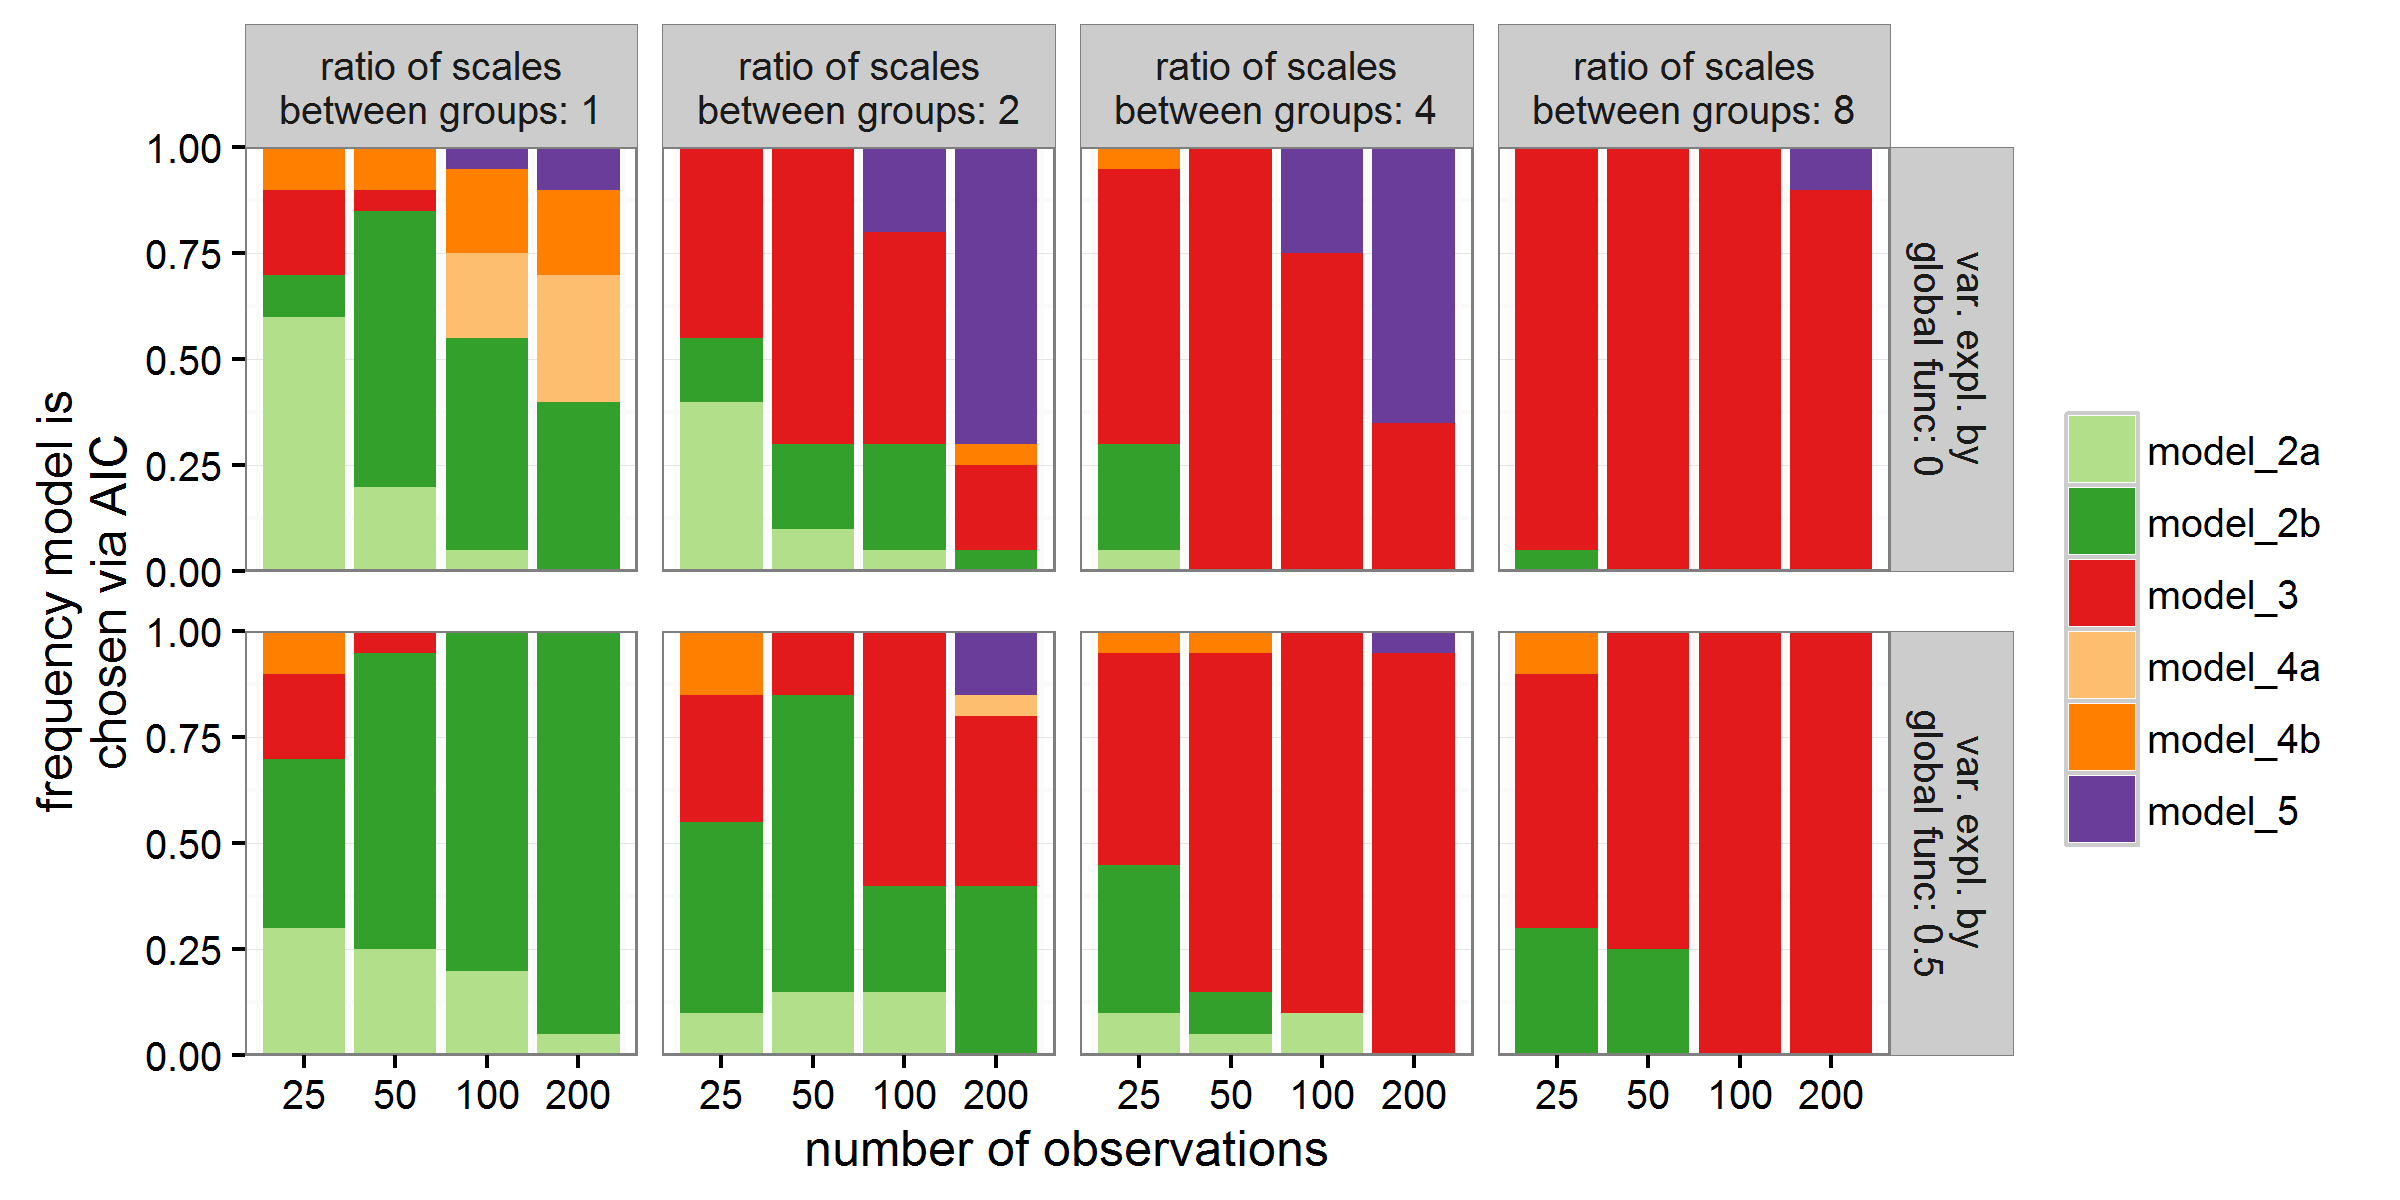 ratio of scales
between groups: 1
ratio of scales
between groups: 2
ratio of scales
between groups: 4
ratio of scales
between groups: 8
frequency model is
chosen via AIC
1.00
0.75
0.50
0.25
0.00
var. expl. by
global func: 0
1.00
0.75
0.50
0.25
0.00
var. expl. by
global func: 0.5
25 50 100 200
25 50 100 200
25 50 100 200
25 50 100 200
number of observations
model_2a
model_2b
model_3
model_4a
model_4b
model_5